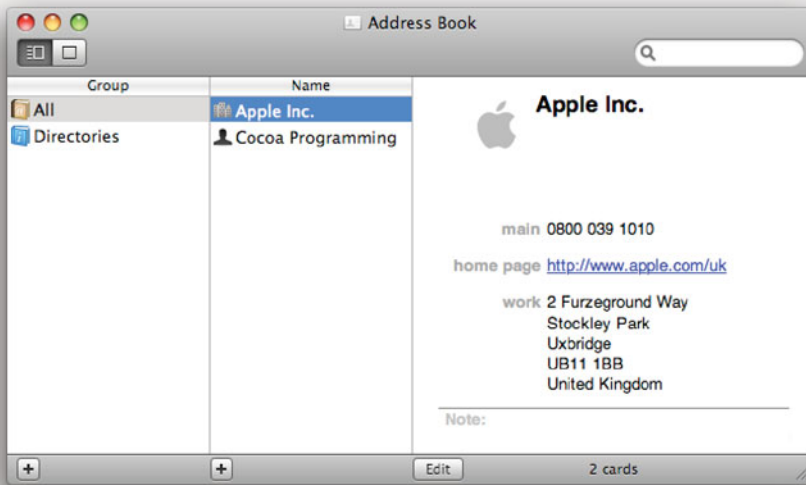 Address Book
Group
Name
All
Directories
Apple Inc.
Cocoa Programming
Apple Inc.
main 0800 039 1010
home page http://www.apple.com/uk
work 2 Furzeground Way
Stockley Park
Uxbridge
UB11 1BB
United Kingdom
Note:
+
+
Edit
2 cards